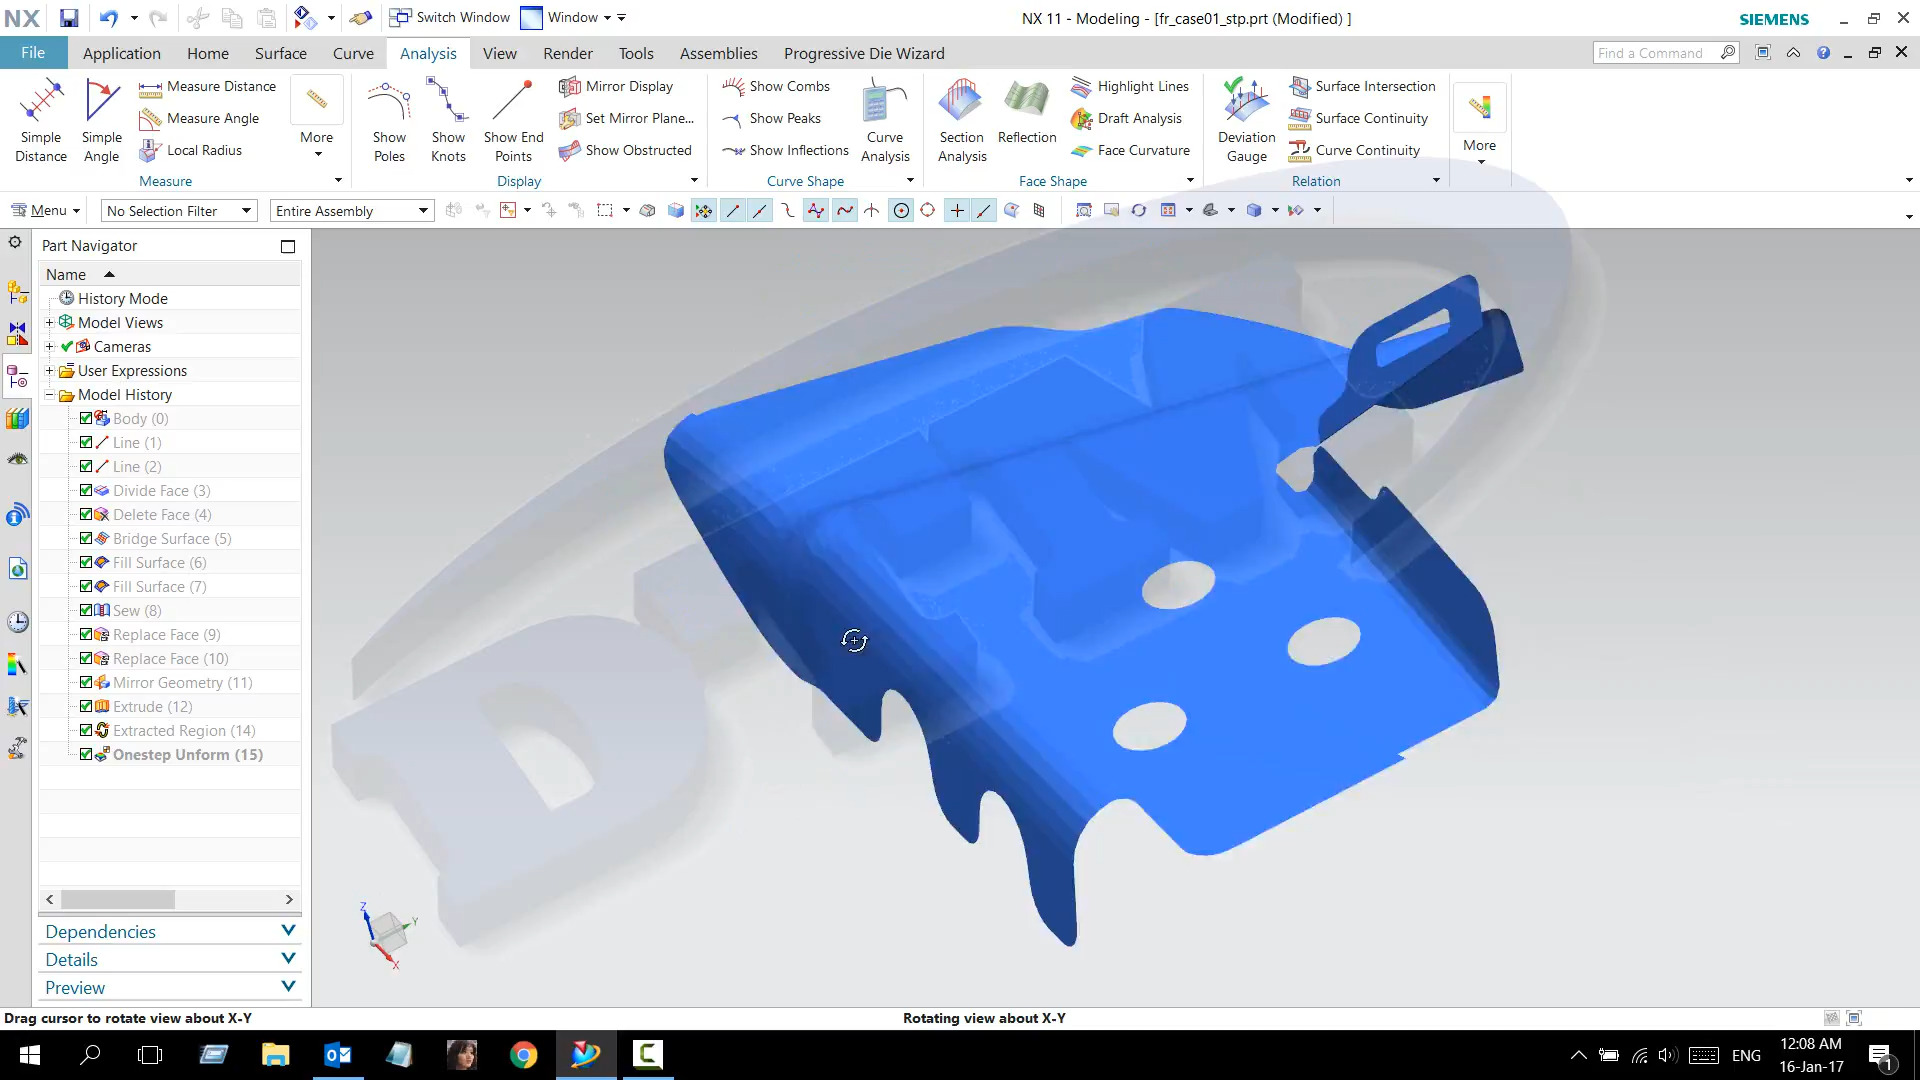 NX
Switch Window
Window
NX 11 - Modeling - [fr_case01_stp.prt (Modified) ]
SIEMENS
File
Application
Home
Surface
Curve
Analysis
View
Render
Tools
Assemblies
Progressive Die Wizard
Find a Command
Simple Distance
Simple Angle
Measure Distance
Measure Angle
Local Radius
More
Measure
Show Poles
Show Knots
Show End Points
Mirror Display
Set Mirror Plane...
Show Obstructed
Display
Show Combs
Show Peaks
Show Inflections
Curve Analysis
Curve Shape
Section Analysis
Reflection
Highlight Lines
Draft Analysis
Face Curvature
Face Shape
Deviation Gauge
Surface Intersection
Surface Continuity
Curve Continuity
Relation
More
Menu
No Selection Filter
Entire Assembly
Part Navigator
Name
History Mode
Model Views
Cameras
User Expressions
Model History
Body (0)
Line (1)
Line (2)
Divide Face (3)
Delete Face (4)
Bridge Surface (5)
Fill Surface (6)
Fill Surface (7)
Sew (8)
Replace Face (9)
Replace Face (10)
Mirror Geometry (11)
Extrude (12)
Extracted Region (14)
Onestep Unform (15)
Dependencies
Details
Preview
Z
Y
X
Drag cursor to rotate view about X-Y
Rotating view about X-Y
ENG
12:08 AM
16-Jan-17
1